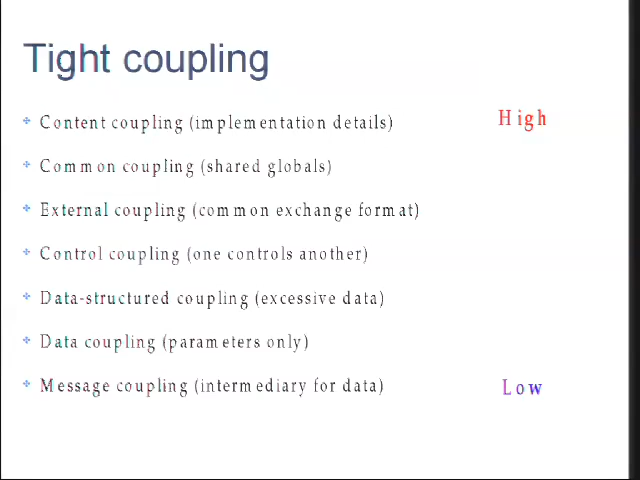 Tight coupling
Content coupling (implementation details)
High
Common coupling (shared globals)
External coupling (common exchange format)
Control coupling (one controls another)
Data-structured coupling (excessive data)
Data coupling (parameters only)
Message coupling (intermediary for data)
Low